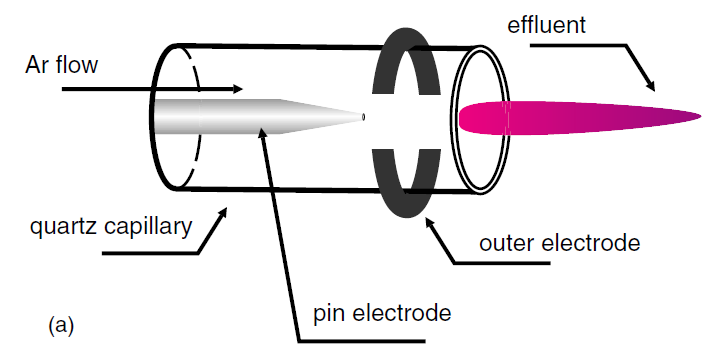 effluent
Ar flow
quartz capillary
outer electrode
pin electrode
(a)